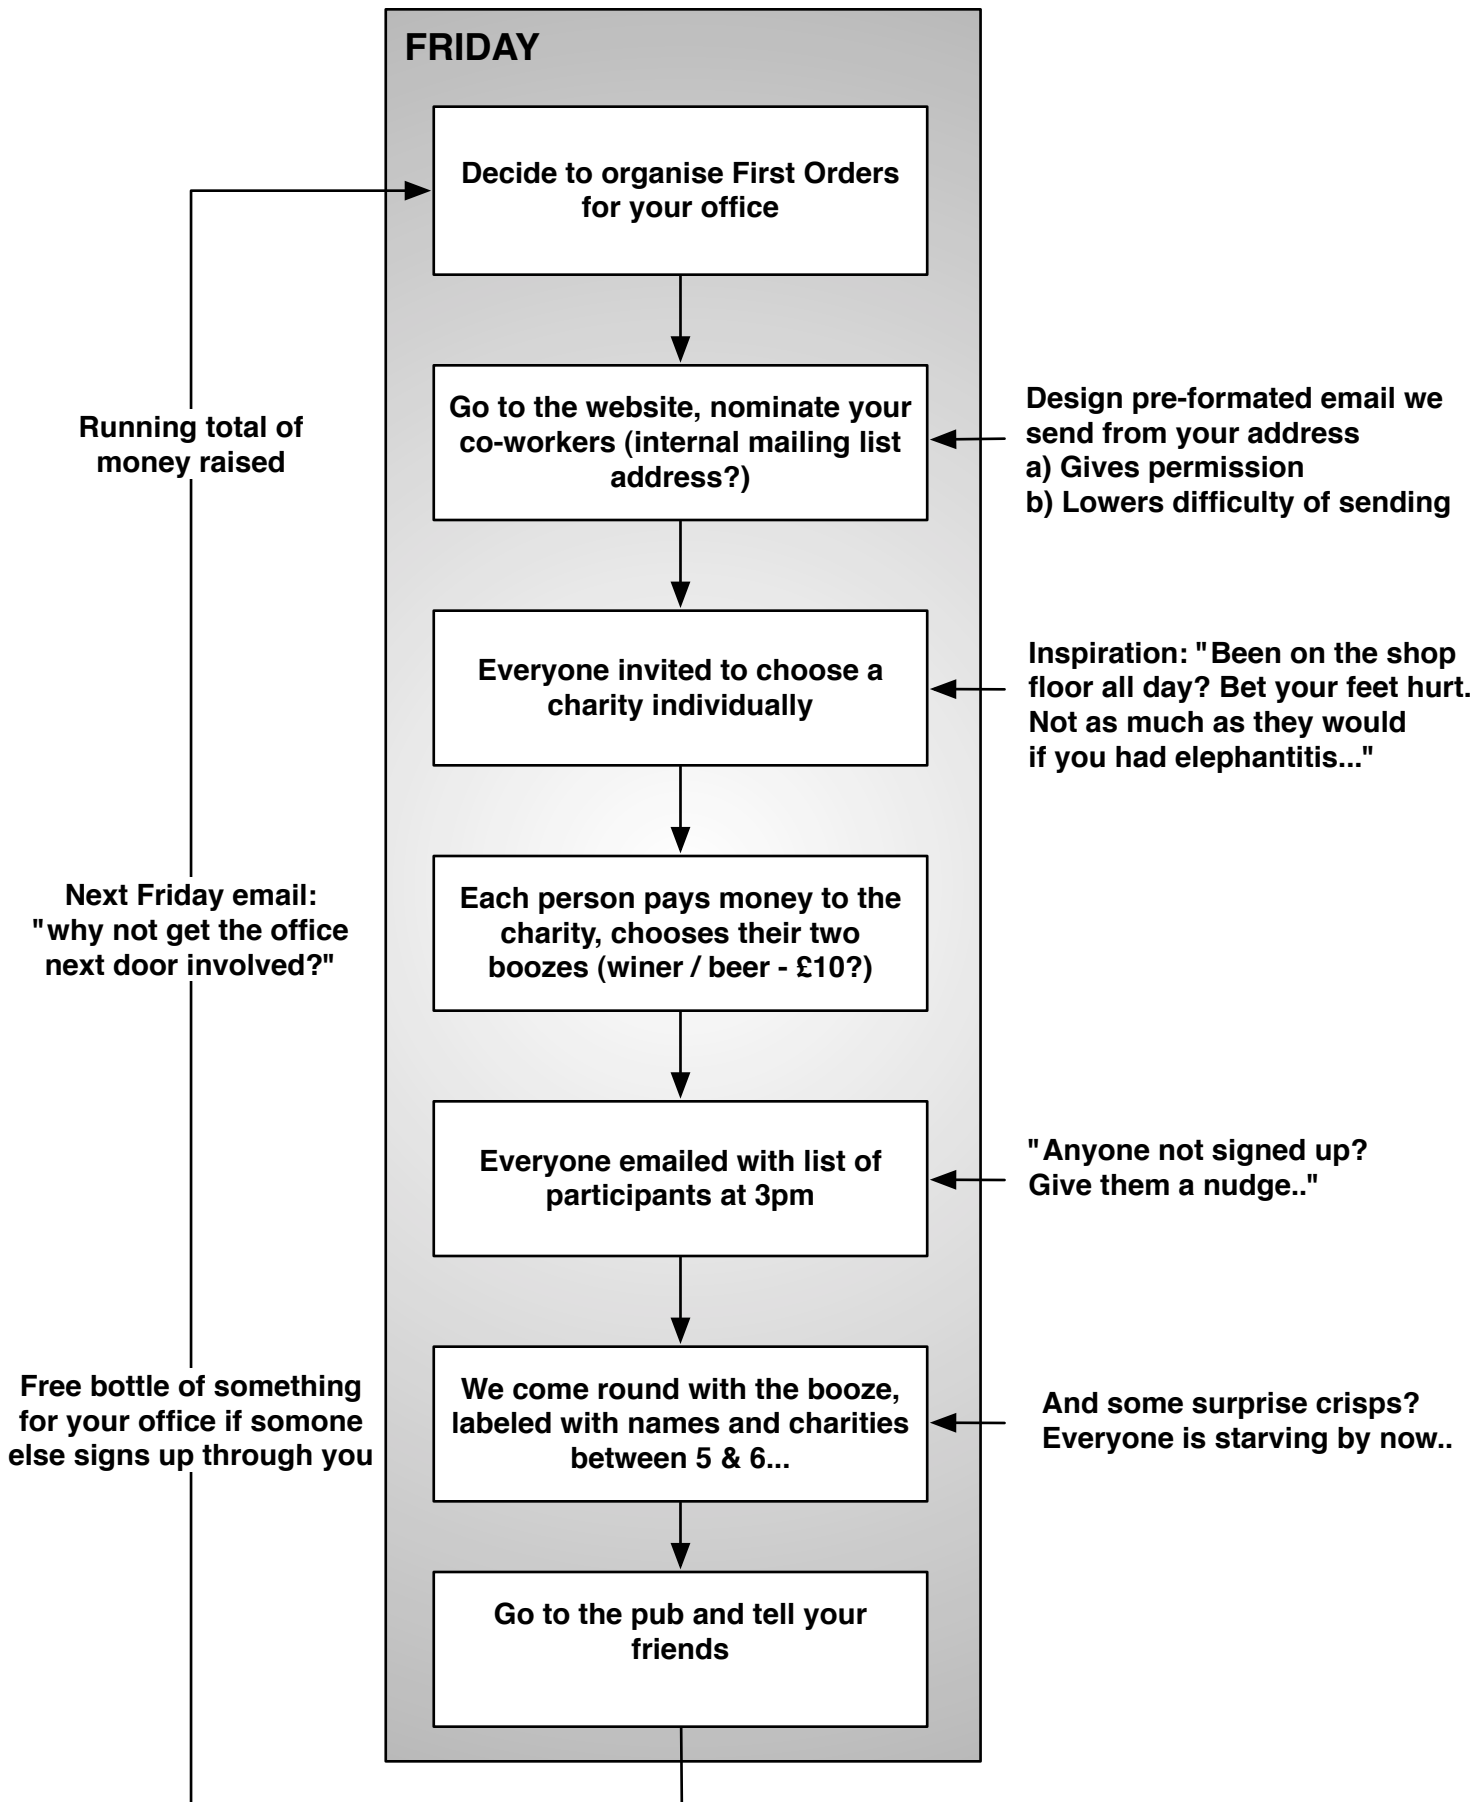 FRIDAY
Decide to organise First Orders
for your office
Go to the website, nominate your
co-workers (internal mailing list
address?)
Design pre-formated email we
send from your address
a) Gives permission
b) Lowers difficulty of sending
Running total of
money raised
Everyone invited to choose a
charity individually
Inspiration: "Been on the shop
floor all day? Bet your feet hurt.
Not as much as they would
if you had elephantitis..."
Each person pays money to the
charity, chooses their two
boozes (winer / beer - £10?)
Next Friday email:
"why not get the office
next door involved?"
Everyone emailed with list of
participants at 3pm
"Anyone not signed up?
Give them a nudge.."
We come round with the booze,
labeled with names and charities
between 5 & 6...
And some surprise crisps?
Everyone is starving by now..
Free bottle of something
for your office if somone
else signs up through you
Go to the pub and tell your
friends